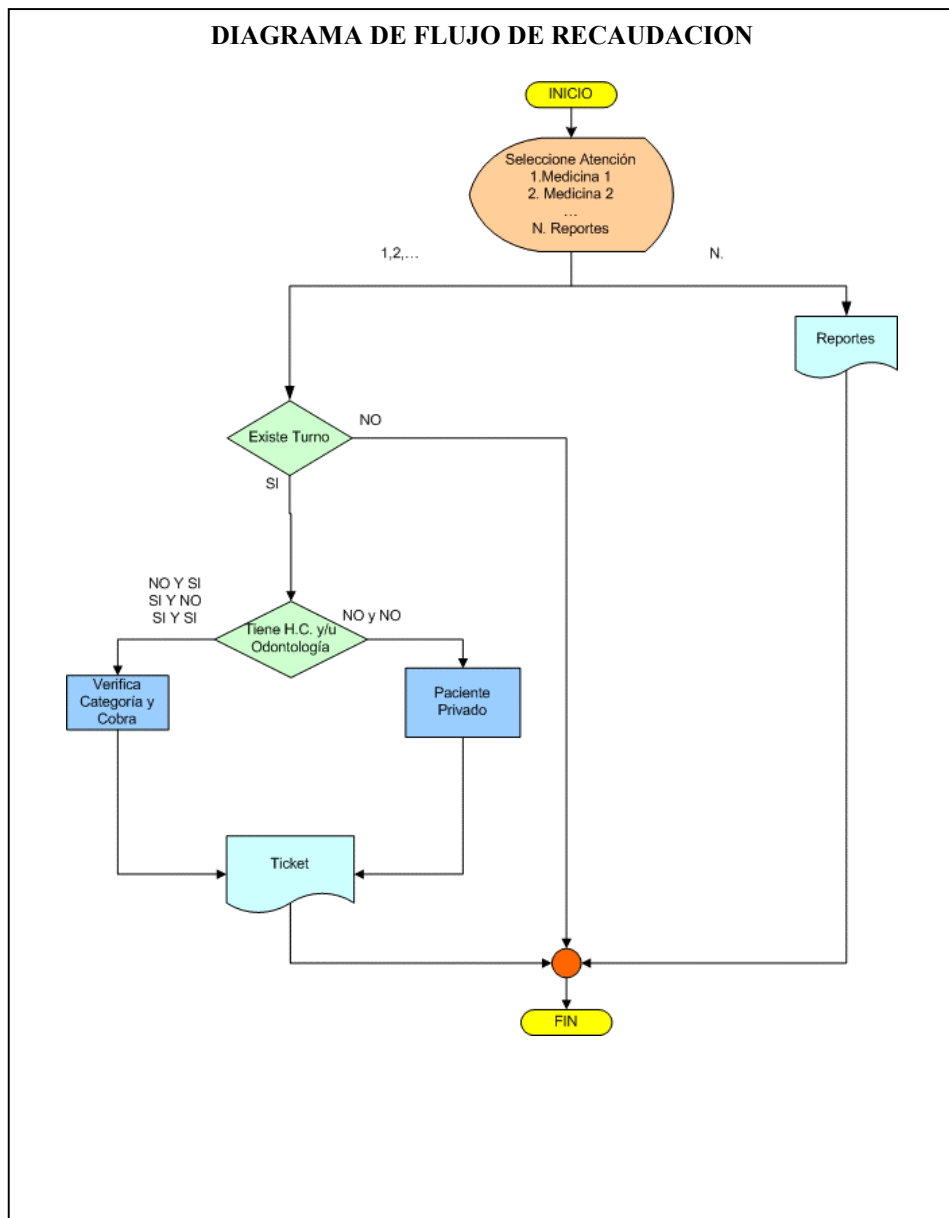 DIAGRAMA DE FLUJO DE RECAUDACION
INICIO
Seleccione Atención
1.Medicina 1
2. Medicina 2
...
N. Reportes
1,2,...
N.
Reportes
Existe Turno
NO
SI
NO Y SI
SI Y NO
SI Y SI
Tiene H.C. y/u
Odontología
NO y NO
Verifica
Categoría y
Cobra
Paciente
Privado
Ticket
FIN